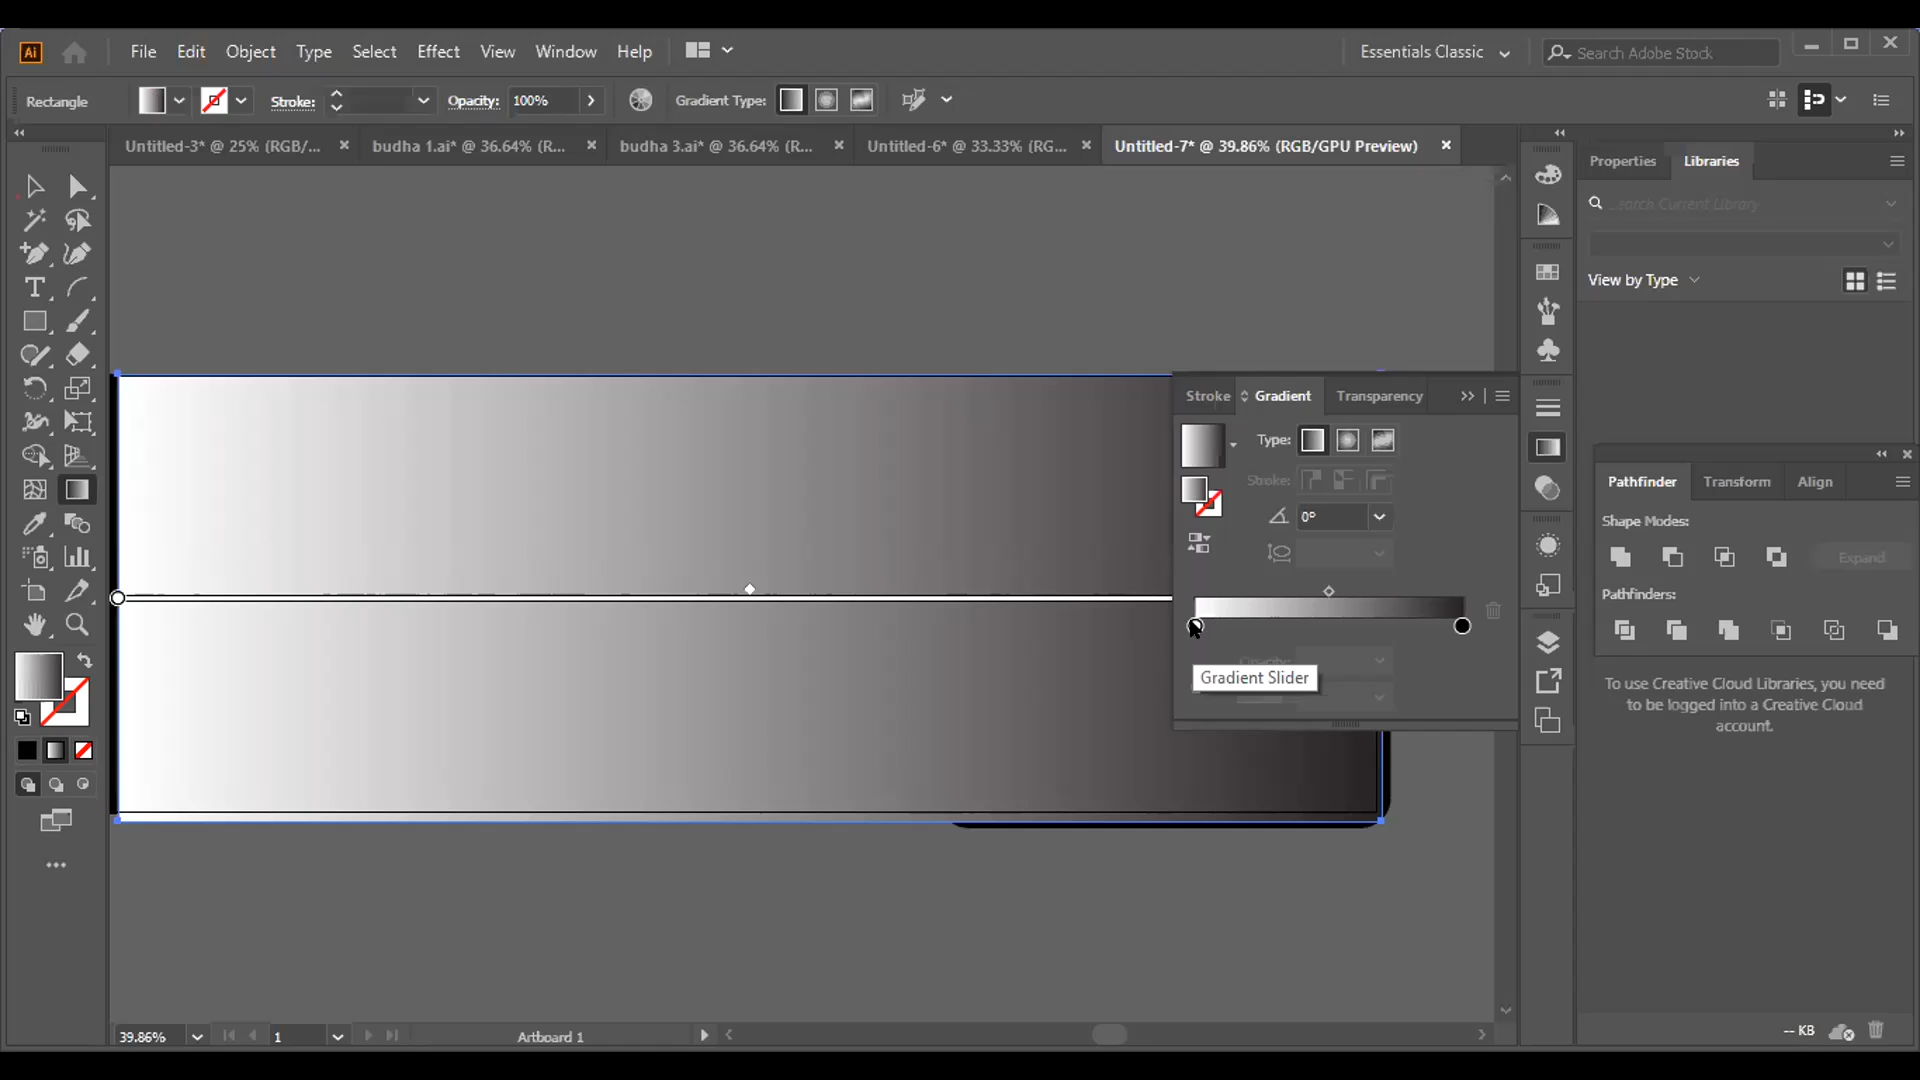 Ai File Edit Object Type Select Effect View Window Help Essentials Classic Search Adobe Stock
Rectangle Stroke: Opacity: 100% Gradient Type:
Untitled-3* @ 25% (RGB/... budha 1.ai* @ 36.64% (R... budha 3.ai* @ 36.64% (R... Untitled-6* @ 33.33% (RG... Untitled-7* @ 39.86% (RGB/GPU Preview)
Properties Libraries
Search Current Library
View by Type
Stroke Gradient Transparency
Type:
Stroke:
0°
Opacity:
Gradient Slider
Pathfinder Transform Align
Shape Modes:
Expand
Pathfinders:
To use Creative Cloud Libraries, you need
to be logged into a Creative Cloud
account.
39.86% 1 Artboard 1
-- KB